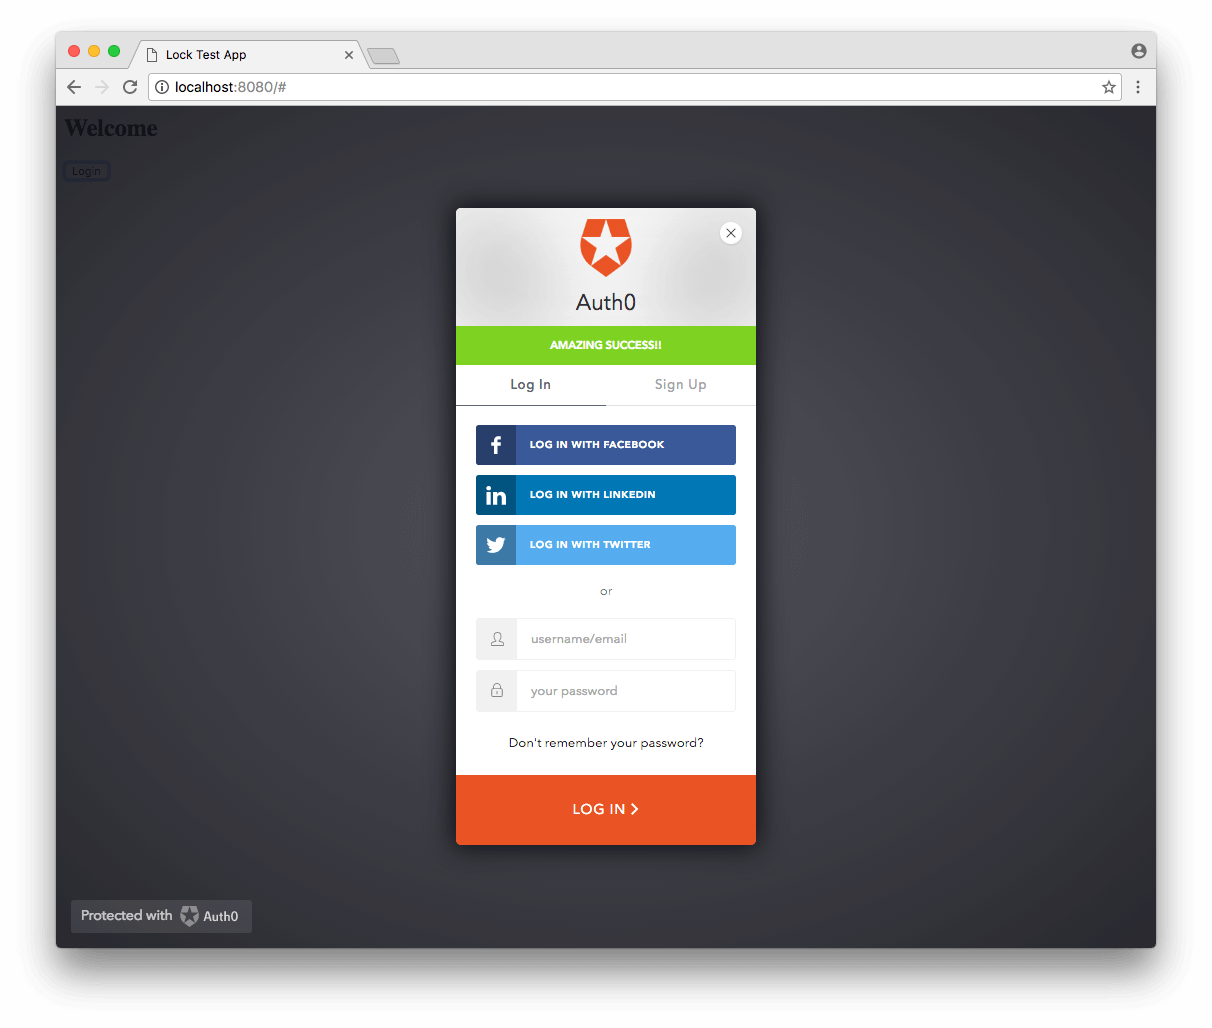 Lock Test App
localhost:8080/#
Welcome
Login
Auth0
AMAZING SUCCESS!!
Log In
Sign Up
LOG IN WITH FACEBOOK
in
LOG IN WITH LINKEDIN
LOG IN WITH TWITTER
or
username/email
your password
Don't remember your password?
LOG IN
Protected with Auth0